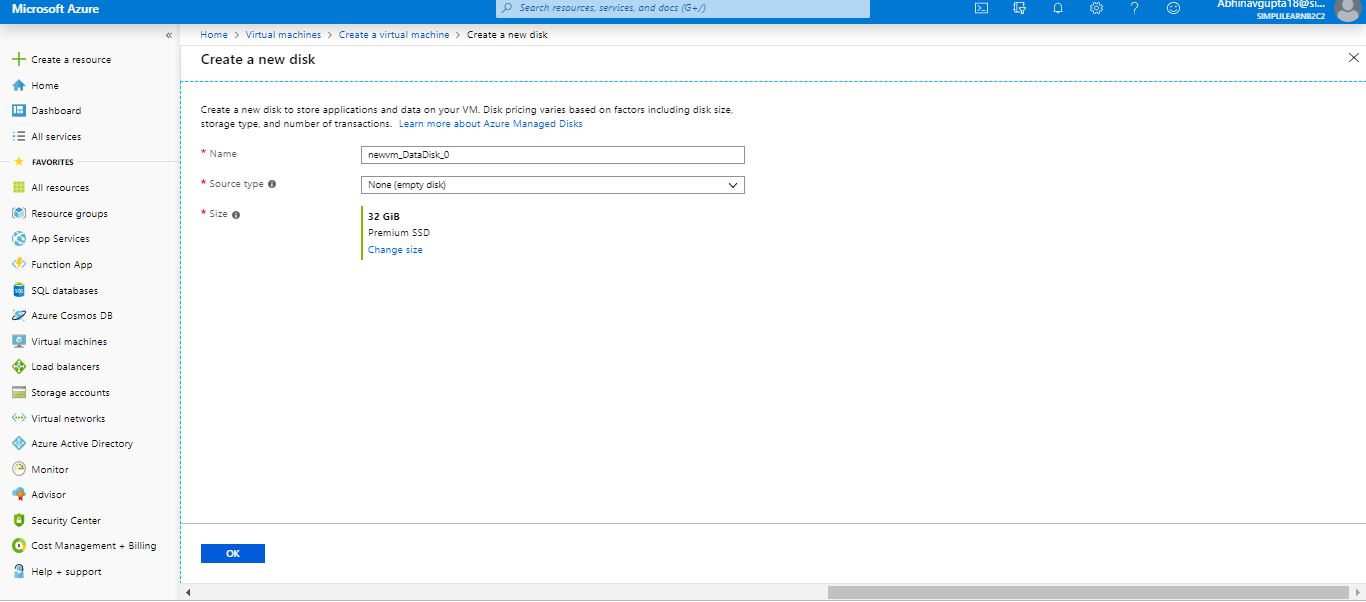 Microsoft Azure
Search resources, services, and docs (G+/)
Abhinavgupta18@si...
SIMPLILEARNB2C2
Home > Virtual machines > Create a virtual machine > Create a new disk
Create a new disk
Create a resource
Home
Dashboard
All services
FAVORITES
All resources
Resource groups
App Services
Function App
SQL databases
Azure Cosmos DB
Virtual machines
Load balancers
Storage accounts
Virtual networks
Azure Active Directory
Monitor
Advisor
Security Center
Cost Management + Billing
Help + support
Create a new disk to store applications and data on your VM. Disk pricing varies based on factors including disk size,
storage type, and number of transactions. Learn more about Azure Managed Disks
* Name
newvm_DataDisk_0
* Source type
None (empty disk)
* Size
32 GiB
Premium SSD
Change size
OK